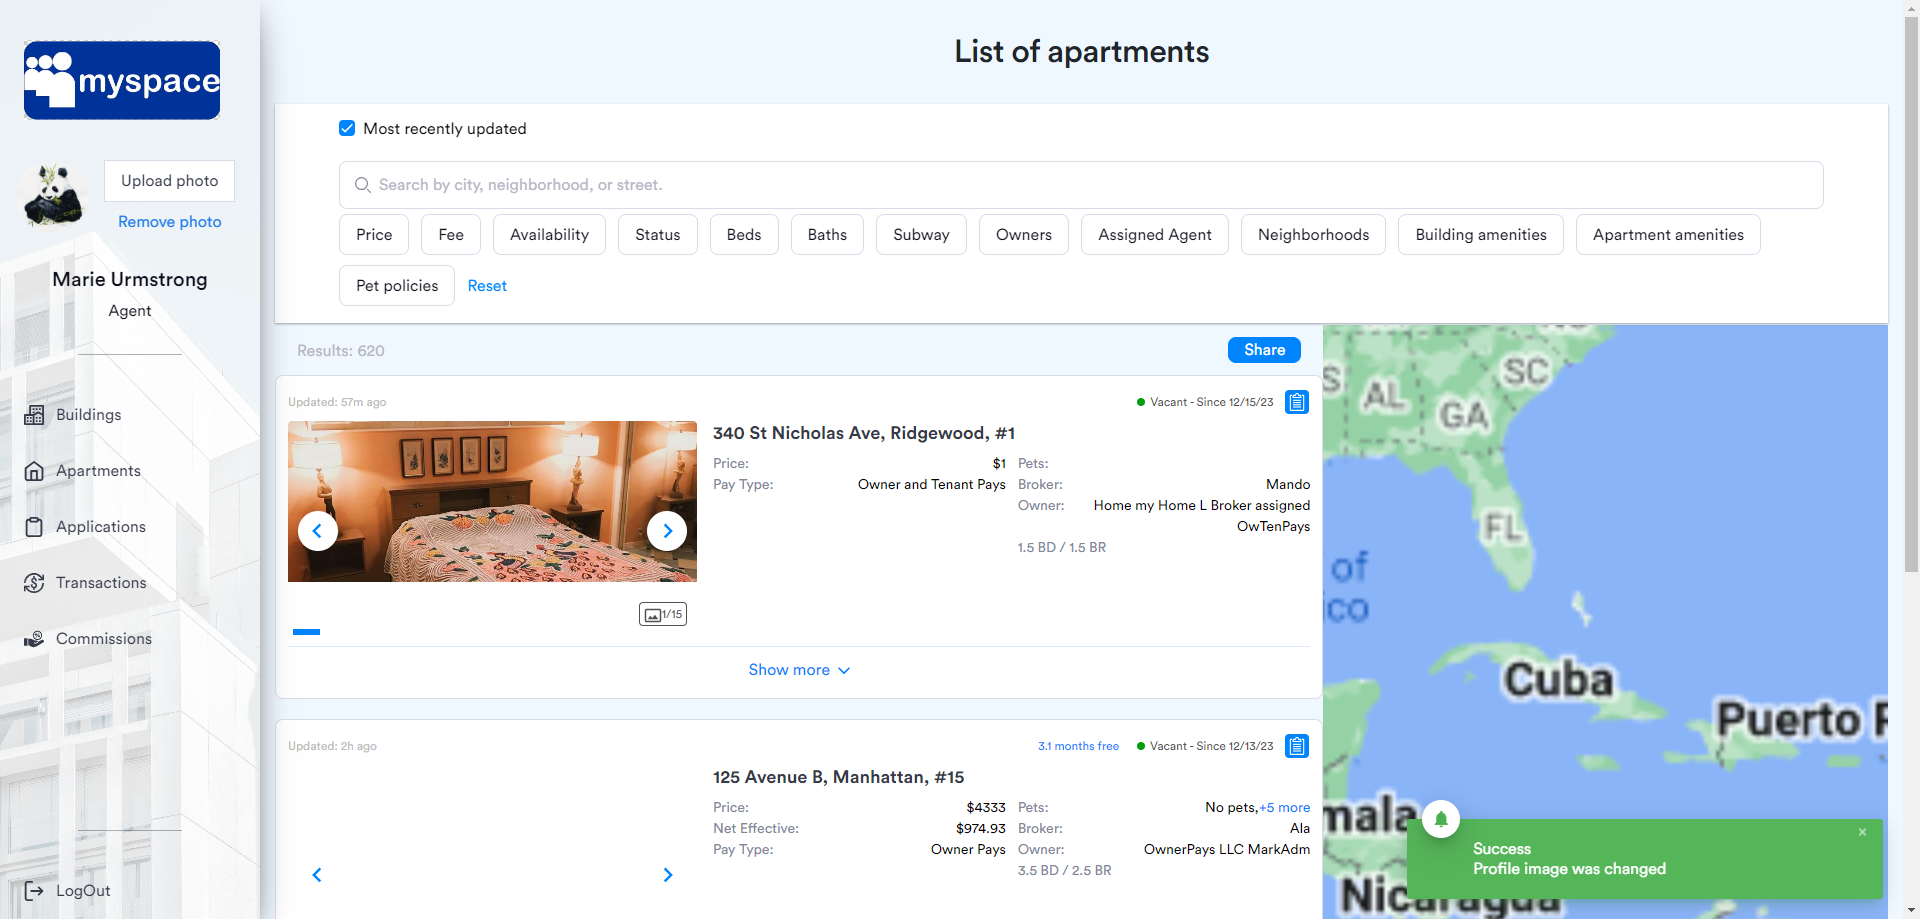 myspace
Upload photo
Remove photo
Marie Urmstrong
Agent
Buildings
Apartments
Applications
Transactions
Commissions
LogOut
List of apartments
Most recently updated
Search by city, neighborhood, or street.
Price Fee Availability Status Beds Baths Subway Owners Assigned Agent Neighborhoods Building amenities Apartment amenities
Pet policies Reset
Results: 620 Share
Updated: 57m ago Vacant - Since 12/15/23
340 St Nicholas Ave, Ridgewood, #1
Price: $1 Pets:
Pay Type: Owner and Tenant Pays Broker: Mando
Owner: Home my Home L Broker assigned
OwTenPays
1.5 BD / 1.5 BR
1/15
Show more
Updated: 2h ago 3.1 months free Vacant - Since 12/13/23
125 Avenue B, Manhattan, #15
Price: $4333 Pets: No pets,+5 more
Net Effective: $974.93 Broker: Ala
Pay Type: Owner Pays Owner: OwnerPays LLC MarkAdm
3.5 BD / 2.5 BR
SC
AL
GA
FL
of
ico
Cuba
Puerto R
mala
Nicaragua
Success
Profile image was changed